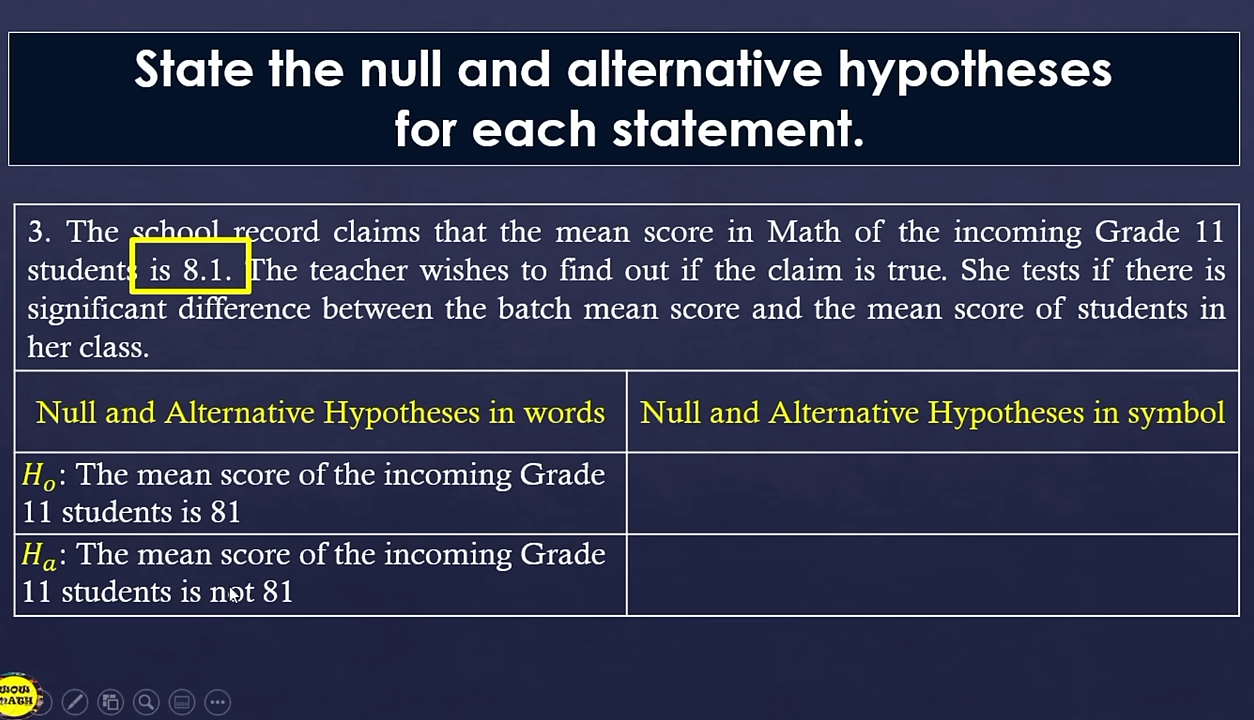 State the null and alternative hypotheses
for each statement.
3. The school record claims that the mean score in Math of the incoming Grade 11
students is 8.1. The teacher wishes to find out if the claim is true. She tests if there is
significant difference between the batch mean score and the mean score of students in
her class.
Null and Alternative Hypotheses in words
Null and Alternative Hypotheses in symbol
Hₒ: The mean score of the incoming Grade
11 students is 81
Hₐ: The mean score of the incoming Grade
11 students is not 81
WOW
MATH